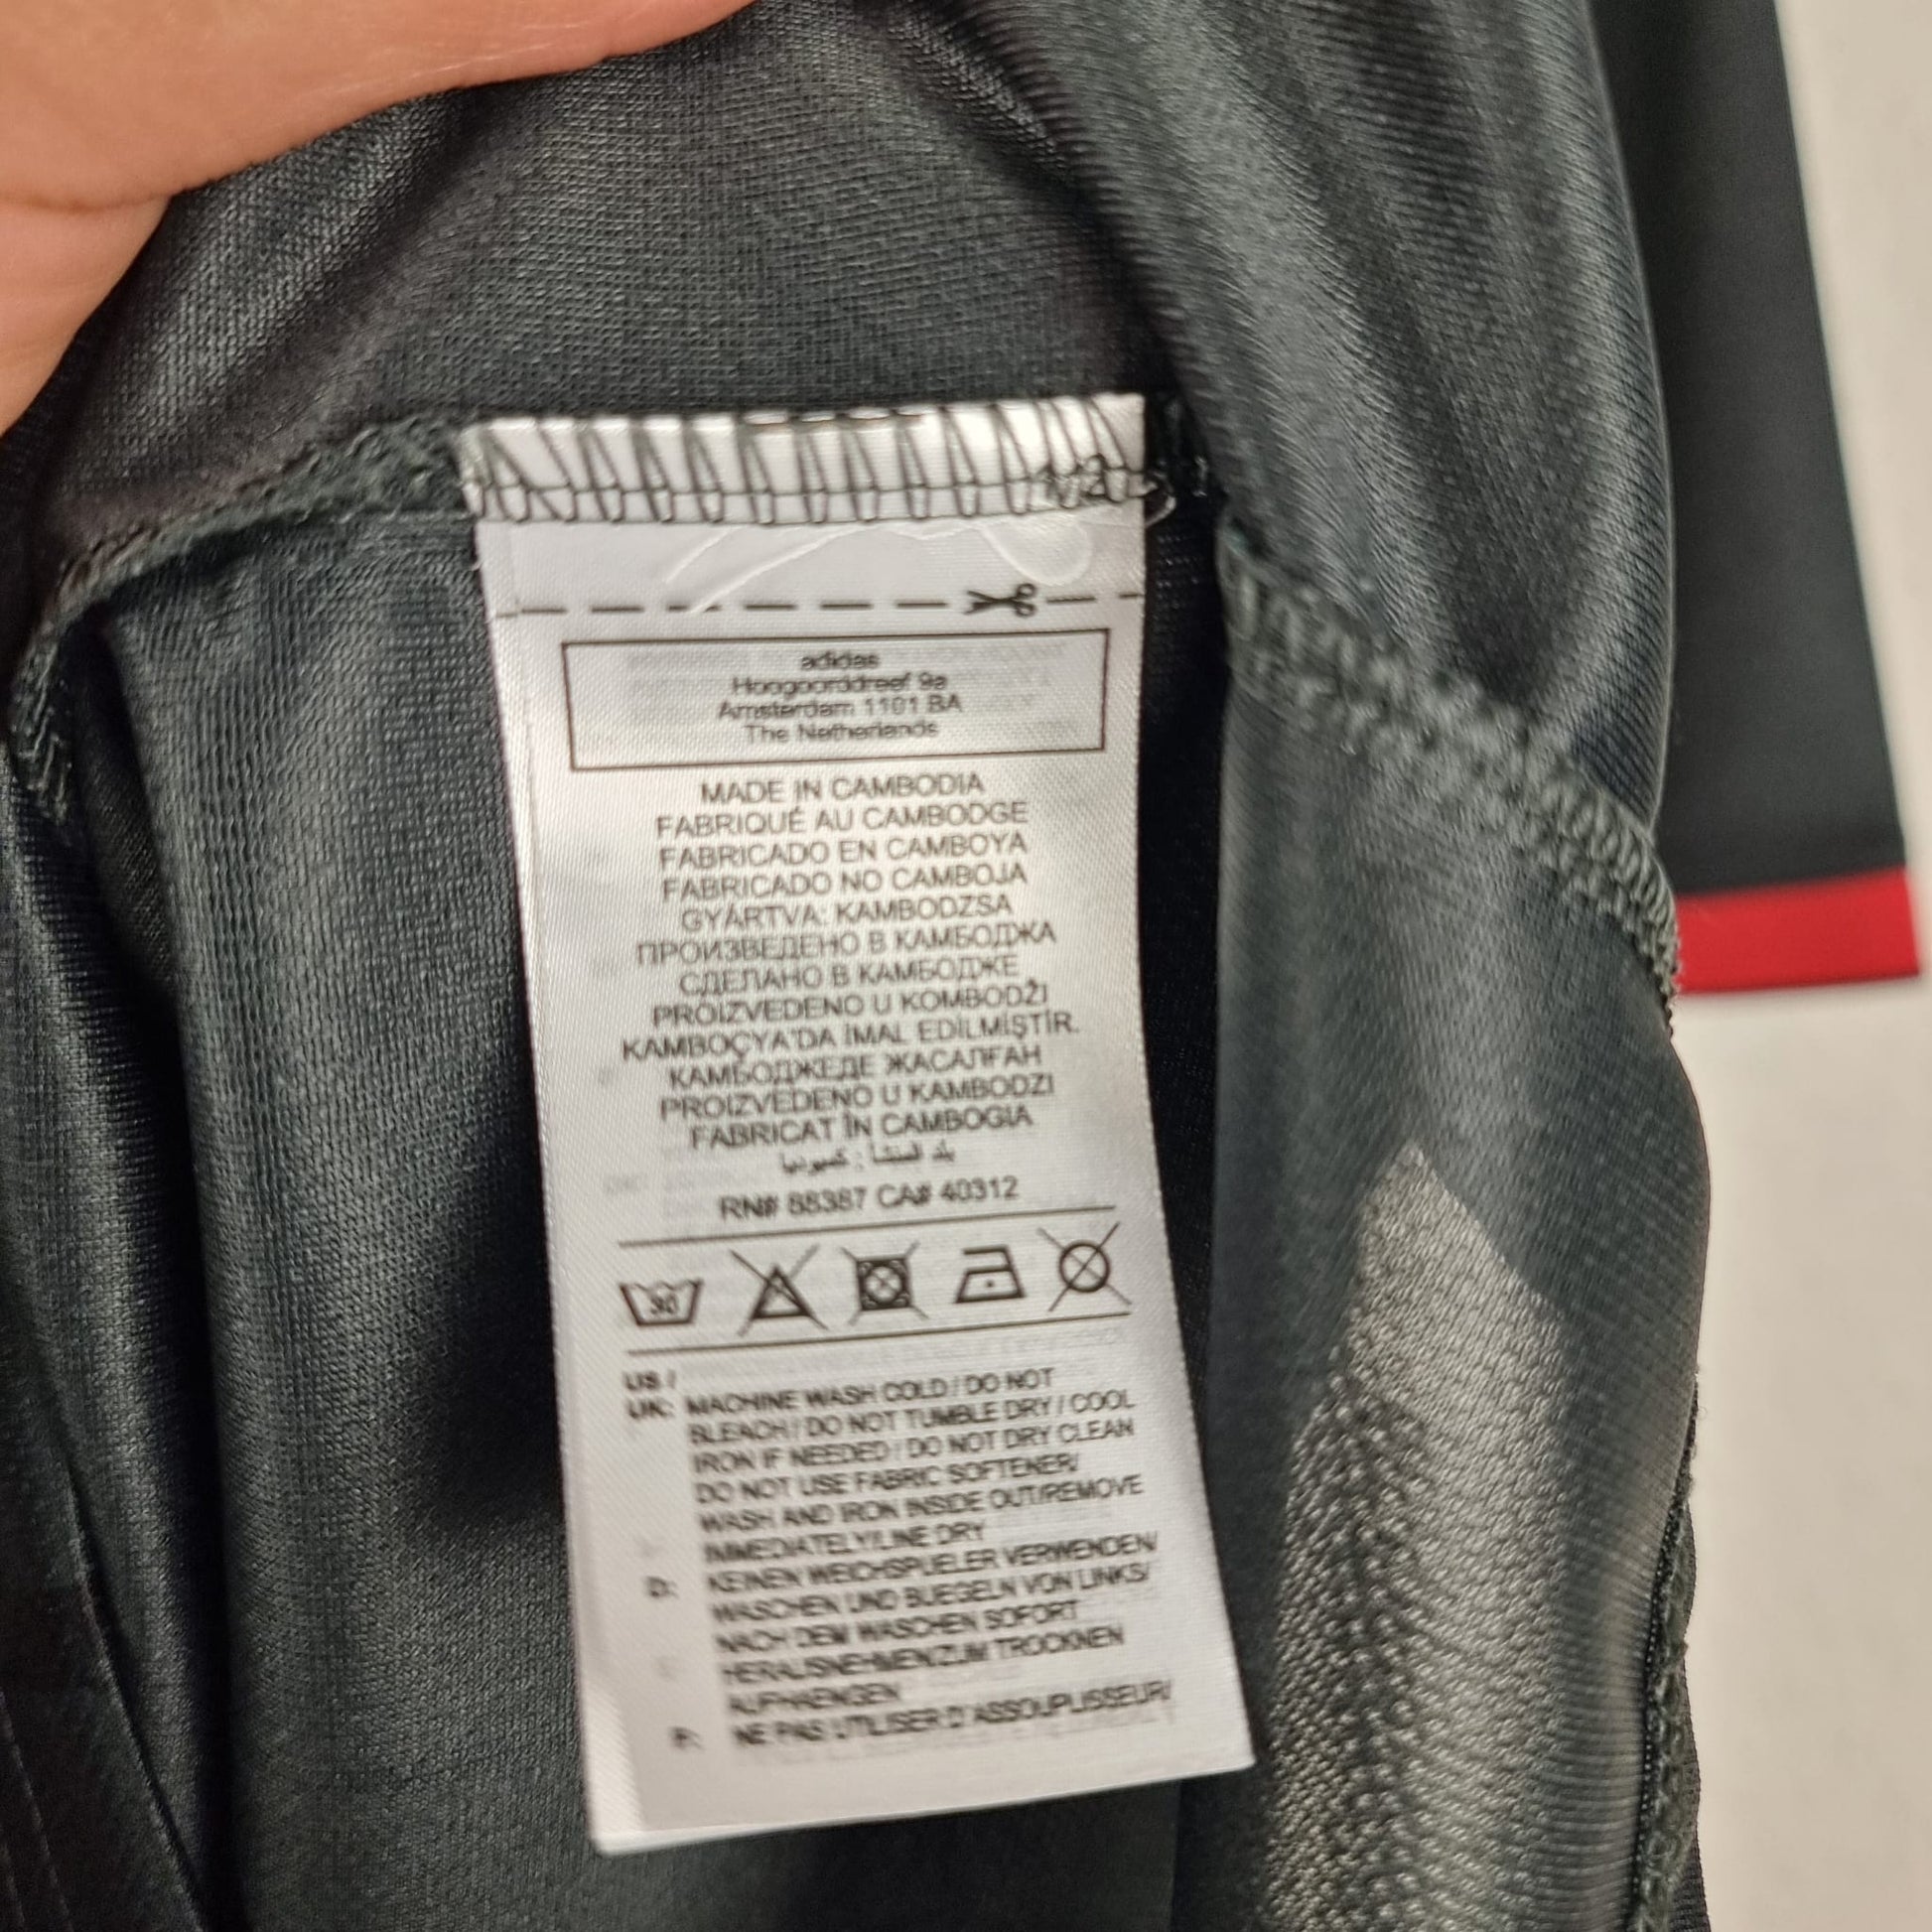 adidas
Hoogoorddreef 9a
Amsterdam 1101 BA
The Netherlands
MADE IN CAMBODIA
FABRIQUÉ AU CAMBODGE
FABRICADO EN CAMBOYA
FABRICADO NO CAMBOJA
GYÁRTVA: KAMBODZSA
ПРОИЗВЕДЕНО В КАМБОДЖА
СДЕЛАНО В КАМБОДЖЕ
PROIZVEDENO U KOMBODŽI
KAMBOÇYA'DA İMAL EDİLMİŞTİR.
КАМБОДЖЕДЕ ЖАСАЛҒАН
PROIZVEDENO U KAMBODZI
FABRICAT ÎN CAMBOGIA
بلد المنشأ : كمبوديا
RN# 88387 CA# 40312
30
US /
UK: MACHINE WASH COLD / DO NOT
BLEACH / DO NOT TUMBLE DRY / COOL
IRON IF NEEDED / DO NOT DRY CLEAN
DO NOT USE FABRIC SOFTENER/
WASH AND IRON INSIDE OUT/REMOVE
IMMEDIATELY/LINE DRY
D: KEINEN WEICHSPUELER VERWENDEN/
WASCHEN UND BUEGELN VON LINKS/
NACH DEM WASCHEN SOFORT
HERAUSNEHMEN/ZUM TROCKNEN
AUFHAENGEN
F: NE PAS UTILISER D'ASSOUPLISSEUR/